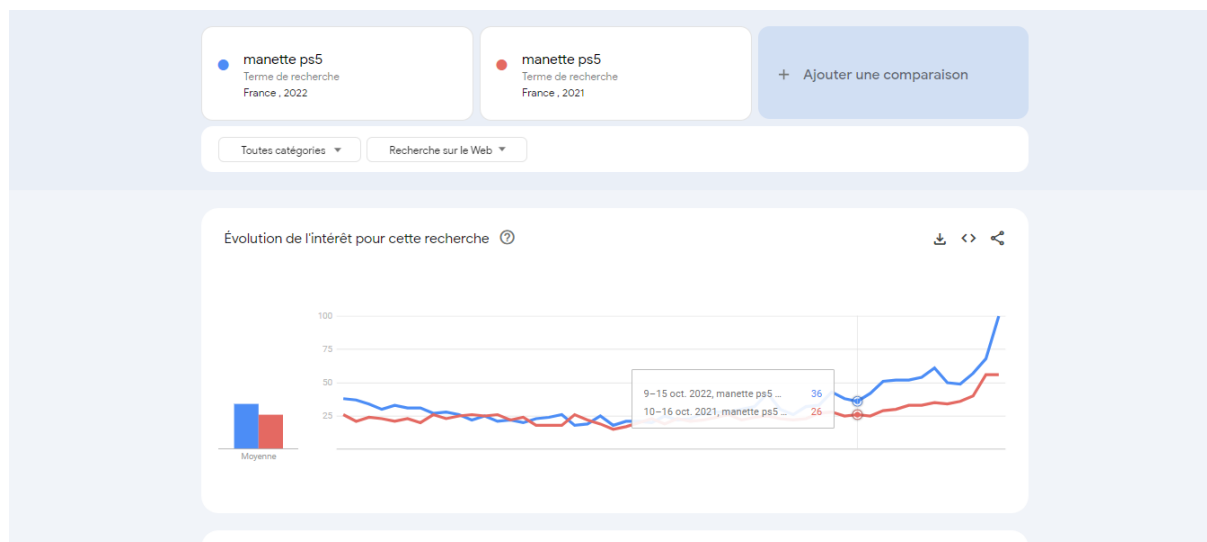 manette ps5
Terme de recherche
France , 2022
manette ps5
Terme de recherche
France , 2021
+ Ajouter une comparaison
Toutes catégories
Recherche sur le Web
Évolution de l'intérêt pour cette recherche
100
75
50
25
9–15 oct. 2022, manette ps5 ... 36
10–16 oct. 2021, manette ps5 ... 26
Moyenne